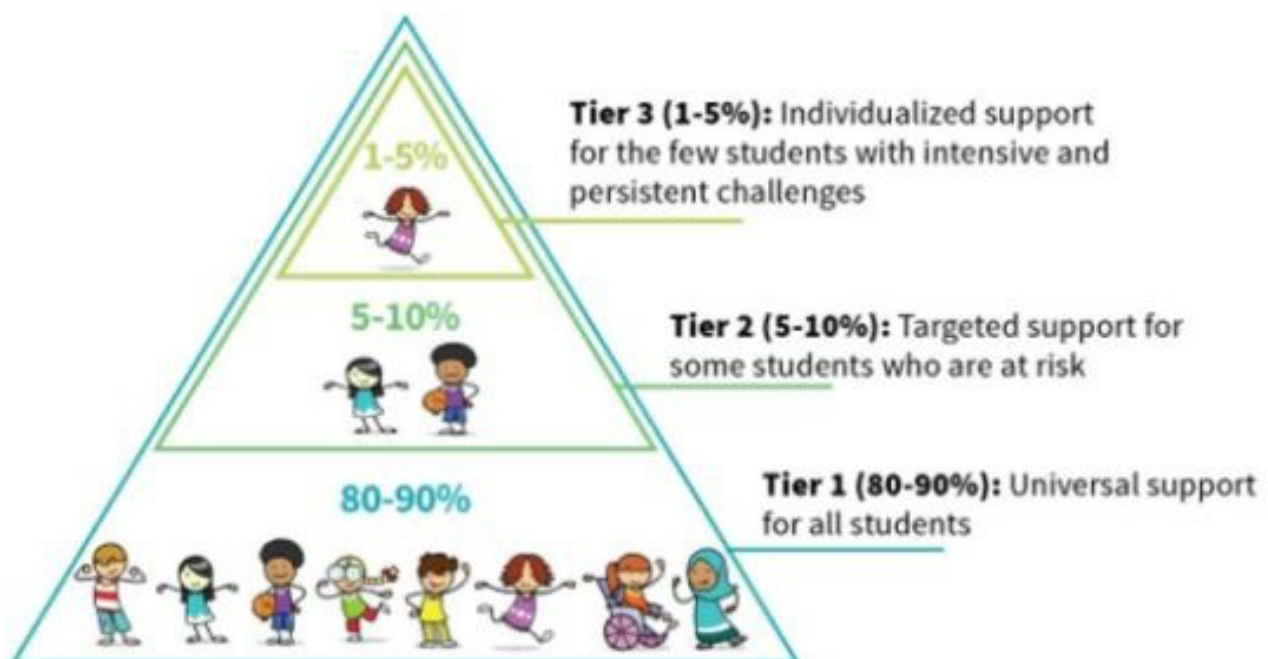 1-5%
Tier 3 (1-5%): Individualized support
for the few students with intensive and
persistent challenges
5-10%
Tier 2 (5-10%): Targeted support for
some students who are at risk
80-90%
Tier 1 (80-90%): Universal support
for all students